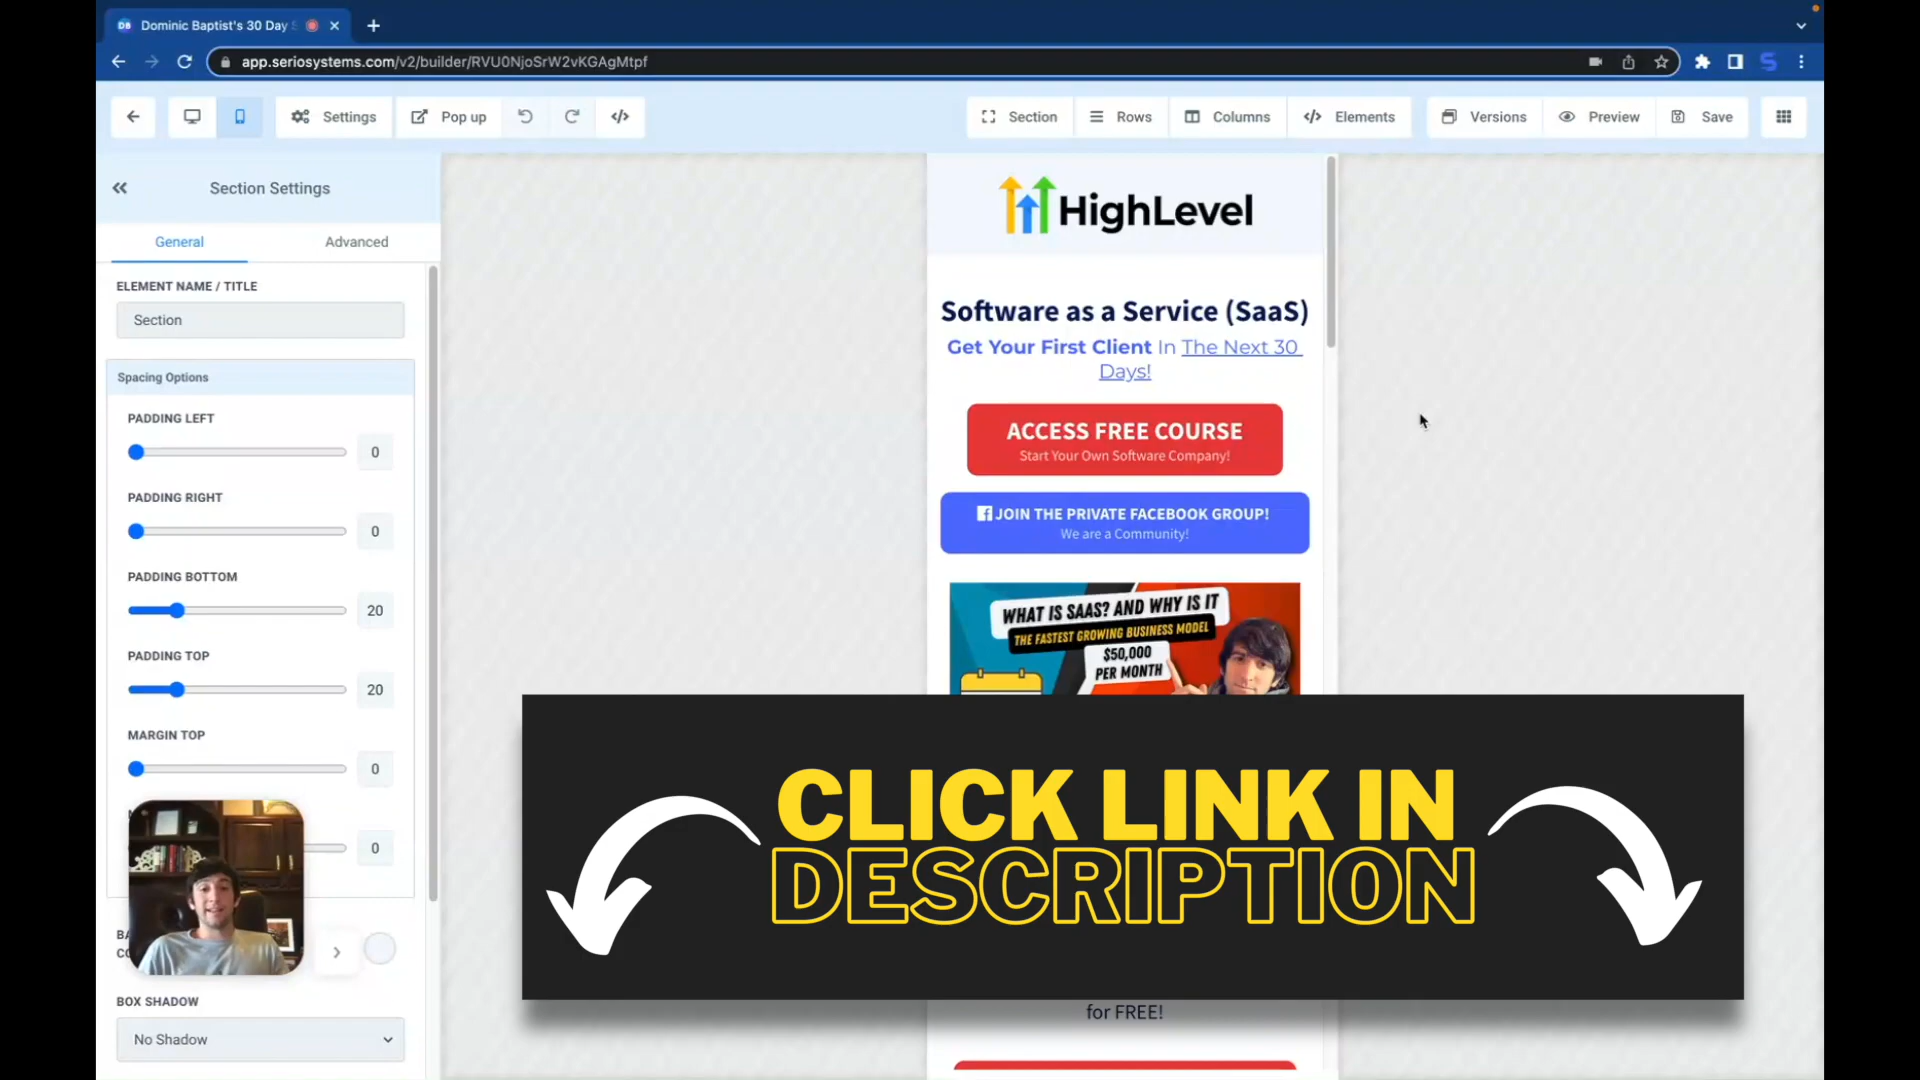 DB Dominic Baptist's 30 Day S
app.seriosystems.com/v2/builder/RVU0NjoSrW2vKGAgMtpf
Settings
Pop up
Section
Rows
Columns
Elements
Versions
Preview
Save
Section Settings
General
Advanced
ELEMENT NAME / TITLE
Section
Spacing Options
PADDING LEFT
0
PADDING RIGHT
0
PADDING BOTTOM
20
PADDING TOP
20
MARGIN TOP
0
0
BOX SHADOW
No Shadow
HighLevel
Software as a Service (SaaS)
Get Your First Client In The Next 30
Days!
ACCESS FREE COURSE
Start Your Own Software Company!
JOIN THE PRIVATE FACEBOOK GROUP!
We are a Community!
WHAT IS SAAS? AND WHY IS IT
THE FASTEST GROWING BUSINESS MODEL
$50,000
PER MONTH
CLICK LINK IN
DESCRIPTION
for FREE!